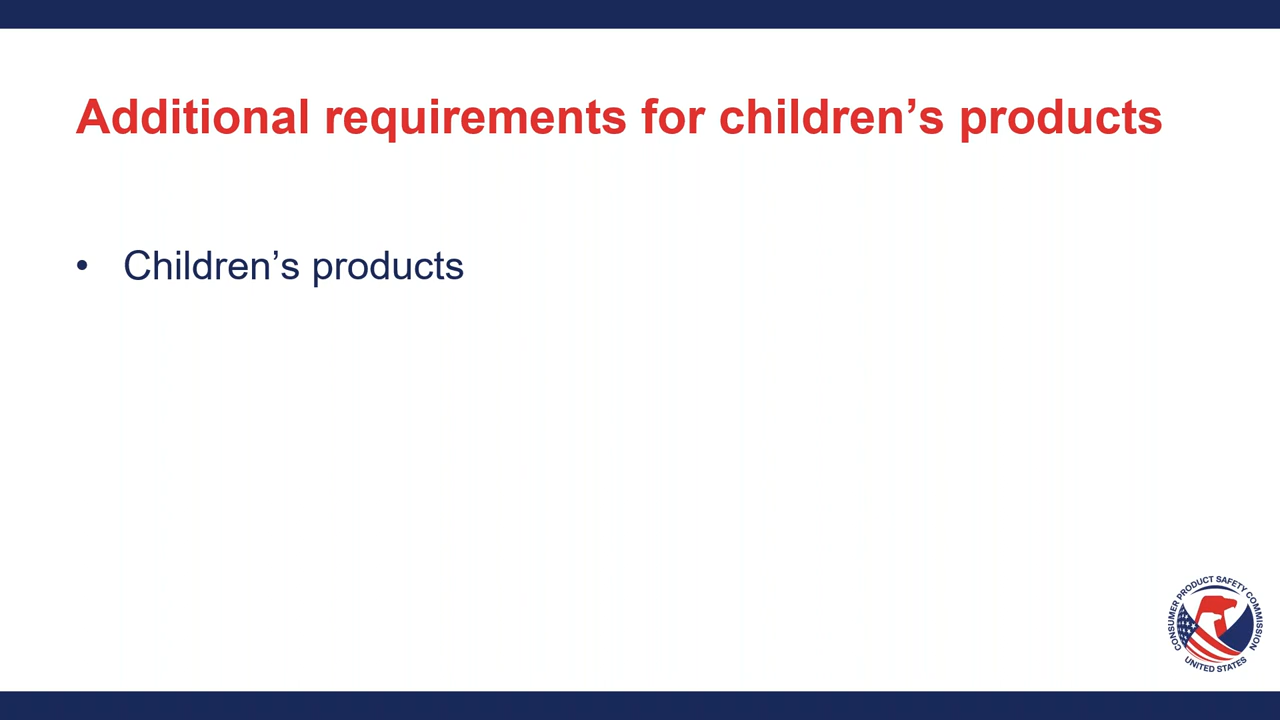 Additional requirements for children’s products
• Children’s products
CONSUMER PRODUCT SAFETY COMMISSION
UNITED STATES